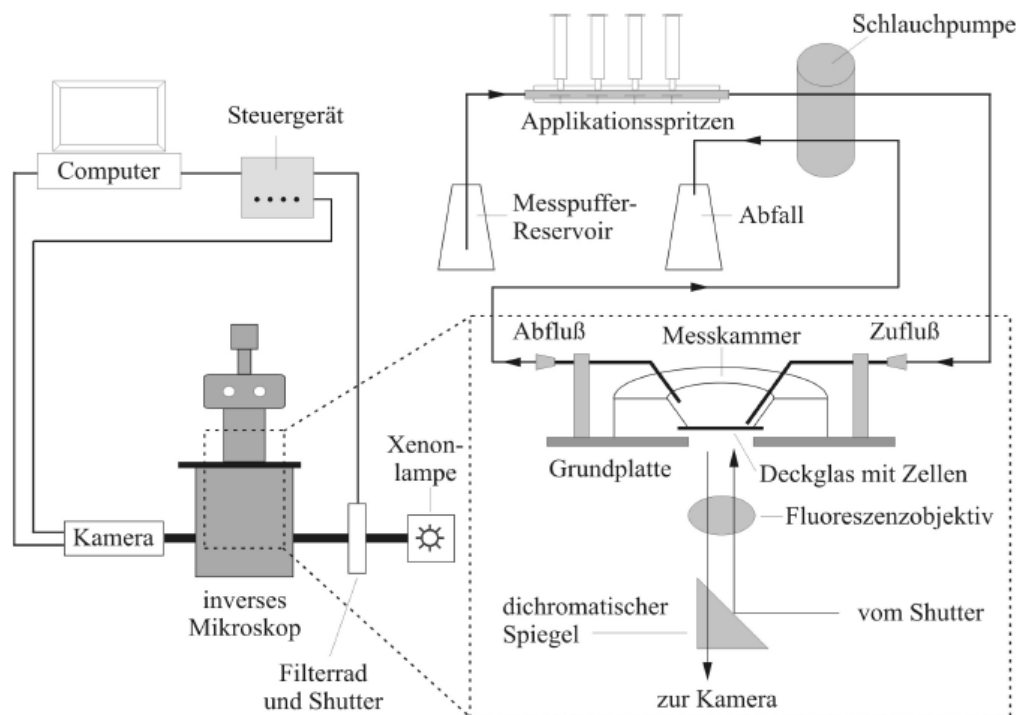 Schlauchpumpe
Steuergerät
Applikationsspritzen
Computer
Messpuffer-
Reservoir
Abfall
Abfluß
Messkammer
Zufluß
Xenon-
lampe
Grundplatte
Deckglas mit Zellen
Kamera
Fluoreszenzobjektiv
inverses
Mikroskop
dichromatischer
Spiegel
vom Shutter
Filterrad
und Shutter
zur Kamera